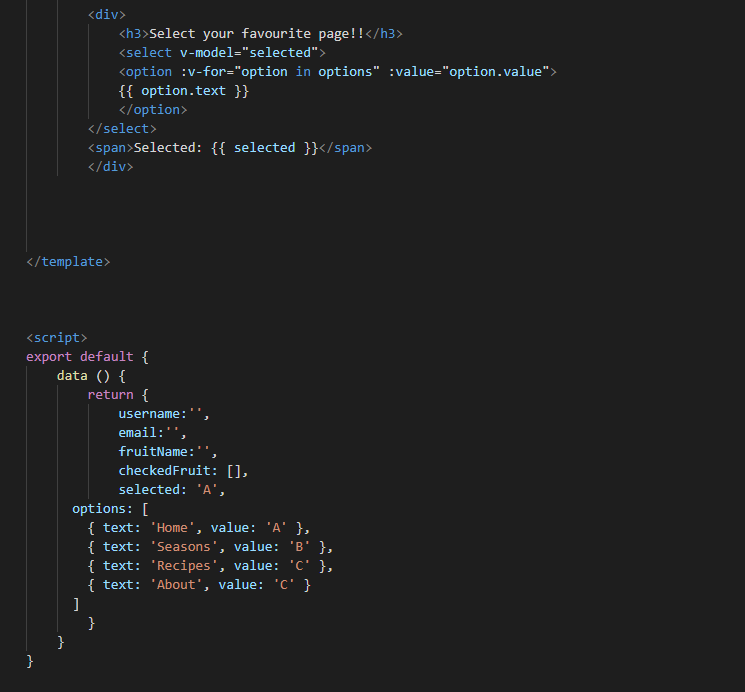 <div>
<h3>Select your favourite page!!</h3>
<select v-model="selected">
<option :v-for="option in options" :value="option.value">
{{ option.text }}
</option>
</select>
<span>Selected: {{ selected }}</span>
</div>
</template>
<script>
export default {
data () {
return {
username:'',
email:'',
fruitName:'',
checkedFruit: [],
selected: 'A',
options: [
{ text: 'Home', value: 'A' },
{ text: 'Seasons', value: 'B' },
{ text: 'Recipes', value: 'C' },
{ text: 'About', value: 'C' }
]
}
}
}